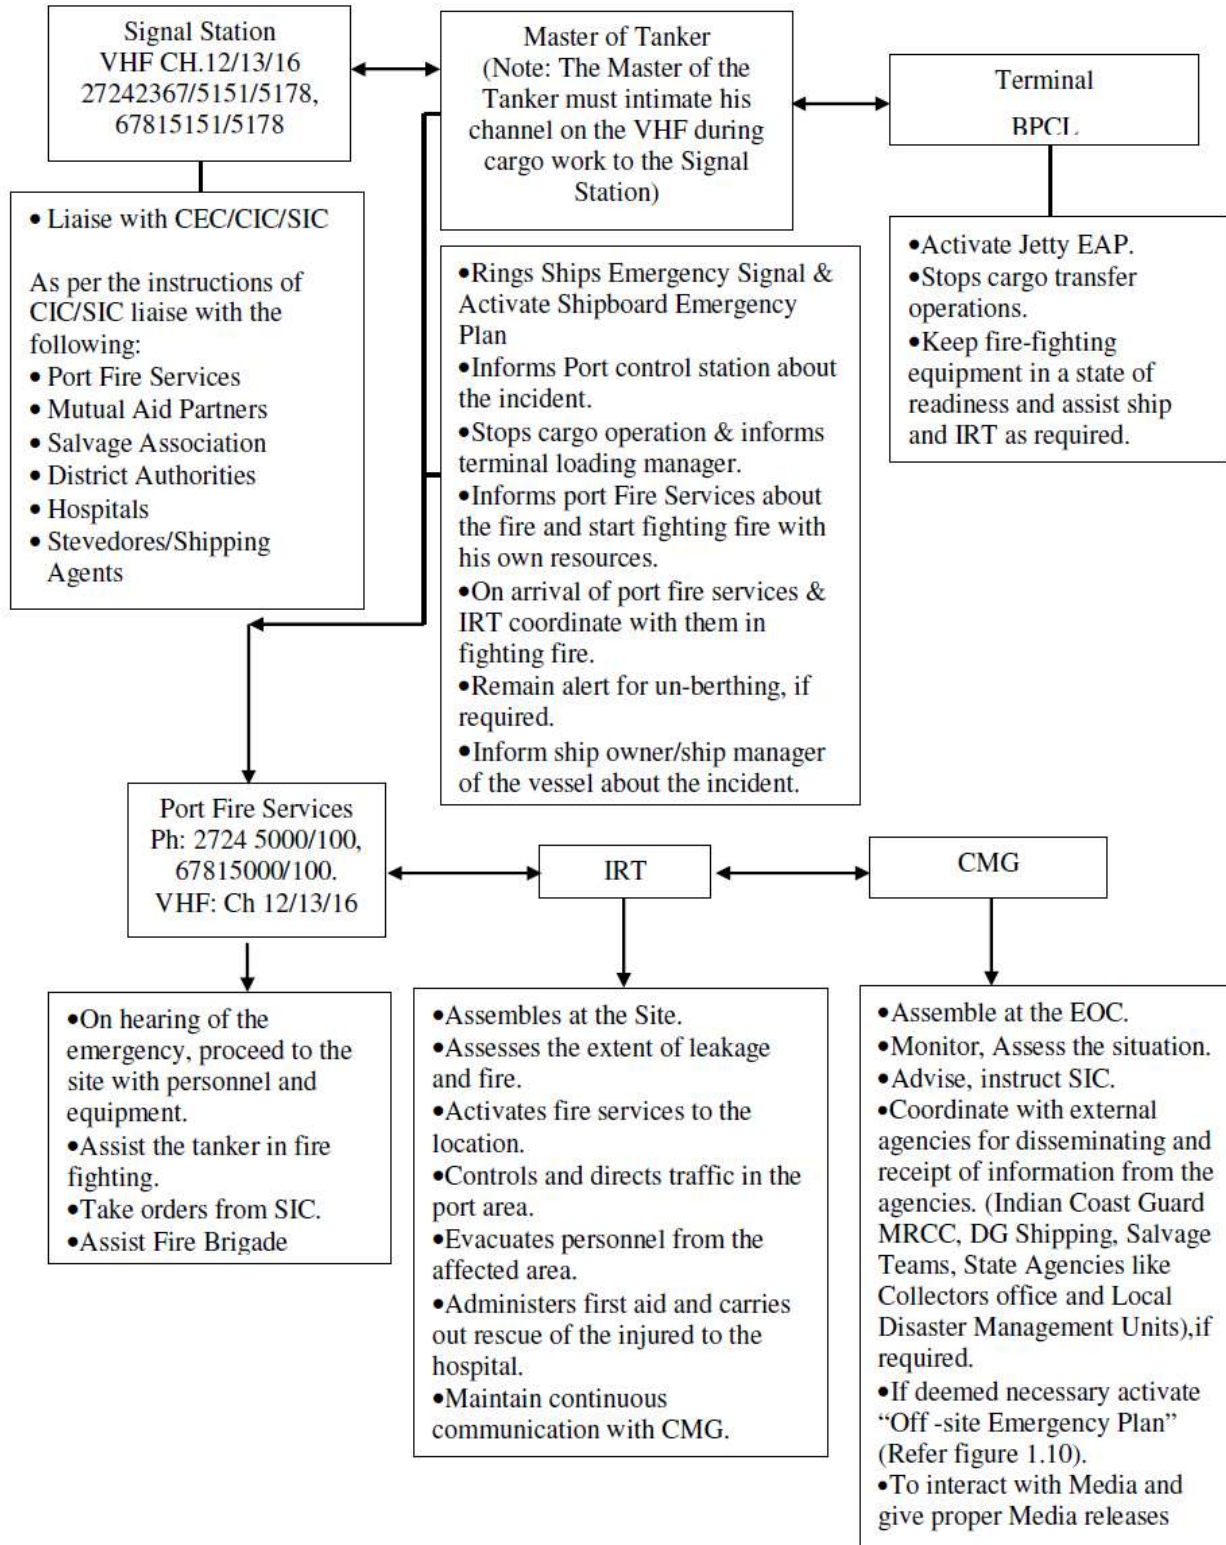 Signal Station
VHF CH.12/13/16
27242367/5151/5178,
67815151/5178
Master of Tanker
(Note: The Master of the
Tanker must intimate his
channel on the VHF during
cargo work to the Signal
Station)
Terminal
BPCL
• Liaise with CEC/CIC/SIC
As per the instructions of
CIC/SIC liaise with the
following:
• Port Fire Services
• Mutual Aid Partners
• Salvage Association
• District Authorities
• Hospitals
• Stevedores/Shipping
Agents
•Rings Ships Emergency Signal &
Activate Shipboard Emergency
Plan
•Informs Port control station about
the incident.
•Stops cargo operation & informs
terminal loading manager.
•Informs port Fire Services about
the fire and start fighting fire with
his own resources.
•On arrival of port fire services &
IRT coordinate with them in
fighting fire.
•Remain alert for un-berthing, if
required.
•Inform ship owner/ship manager
of the vessel about the incident.
•Activate Jetty EAP.
•Stops cargo transfer
operations.
•Keep fire-fighting
equipment in a state of
readiness and assist ship
and IRT as required.
Port Fire Services
Ph: 2724 5000/100,
67815000/100.
VHF: Ch 12/13/16
IRT
CMG
•On hearing of the
emergency, proceed to the
site with personnel and
equipment.
•Assist the tanker in fire
fighting.
•Take orders from SIC.
•Assist Fire Brigade
•Assembles at the Site.
•Assesses the extent of leakage
and fire.
•Activates fire services to the
location.
•Controls and directs traffic in the
port area.
•Evacuates personnel from the
affected area.
•Administers first aid and carries
out rescue of the injured to the
hospital.
•Maintain continuous
communication with CMG.
•Assemble at the EOC.
•Monitor, Assess the situation.
•Advise, instruct SIC.
•Coordinate with external
agencies for disseminating and
receipt of information from the
agencies. (Indian Coast Guard
MRCC, DG Shipping, Salvage
Teams, State Agencies like
Collectors office and Local
Disaster Management Units),if
required.
•If deemed necessary activate
“Off -site Emergency Plan”
(Refer figure 1.10).
•To interact with Media and
give proper Media releases